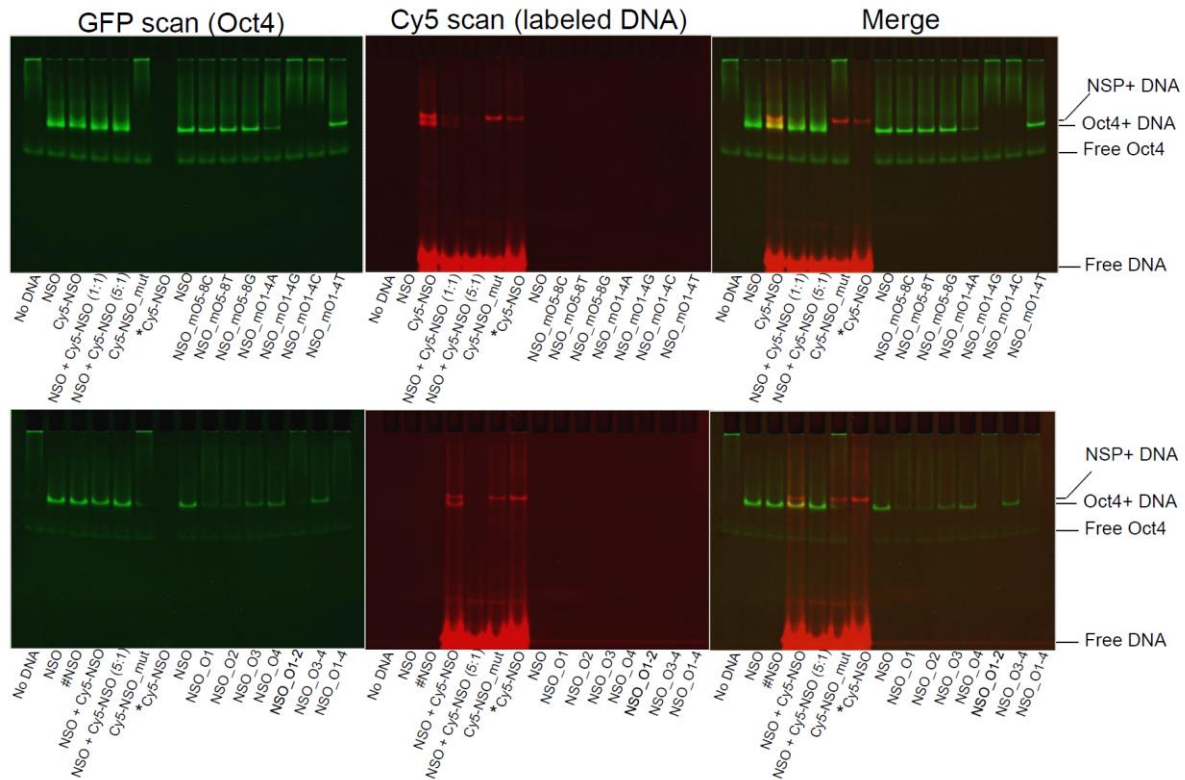 GFP scan (Oct4)
Cy5 scan (labeled DNA)
Merge
NSP+ DNA
Oct4+ DNA
Free Oct4
Free DNA
No DNA
NSO
Cy5-NSO
NSO + Cy5-NSO (1:1)
NSO + Cy5-NSO (5:1)
Cy5-NSO_mut
*Cy5-NSO
NSO
NSO_mO5-8C
NSO_mO5-8T
NSO_mO5-8G
NSO_mO1-4A
NSO_mO1-4G
NSO_mO1-4C
NSO_mO1-4T
No DNA
NSO
Cy5-NSO
NSO + Cy5-NSO (1:1)
NSO + Cy5-NSO (5:1)
Cy5-NSO_mut
*Cy5-NSO
NSO
NSO_mO5-8C
NSO_mO5-8T
NSO_mO5-8G
NSO_mO1-4A
NSO_mO1-4G
NSO_mO1-4C
NSO_mO1-4T
No DNA
NSO
Cy5-NSO
NSO + Cy5-NSO (1:1)
NSO + Cy5-NSO (5:1)
Cy5-NSO_mut
*Cy5-NSO
NSO
NSO_mO5-8C
NSO_mO5-8T
NSO_mO5-8G
NSO_mO1-4A
NSO_mO1-4G
NSO_mO1-4C
NSO_mO1-4T
NSP+ DNA
Oct4+ DNA
Free Oct4
Free DNA
No DNA
NSO
#NSO
NSO + Cy5-NSO
NSO + Cy5-NSO (5:1)
Cy5-NSO_mut
*Cy5-NSO
NSO
NSO_O1
NSO_O2
NSO_O3
NSO_O4
NSO_O1-2
NSO_O3-4
NSO_O1-4
No DNA
NSO
#NSO
NSO + Cy5-NSO
NSO + Cy5-NSO (5:1)
Cy5-NSO_mut
*Cy5-NSO
NSO
NSO_O1
NSO_O2
NSO_O3
NSO_O4
NSO_O1-2
NSO_O3-4
NSO_O1-4
No DNA
NSO
#NSO
NSO + Cy5-NSO
NSO + Cy5-NSO (5:1)
Cy5-NSO_mut
*Cy5-NSO
NSO
NSO_O1
NSO_O2
NSO_O3
NSO_O4
NSO_O1-2
NSO_O3-4
NSO_O1-4